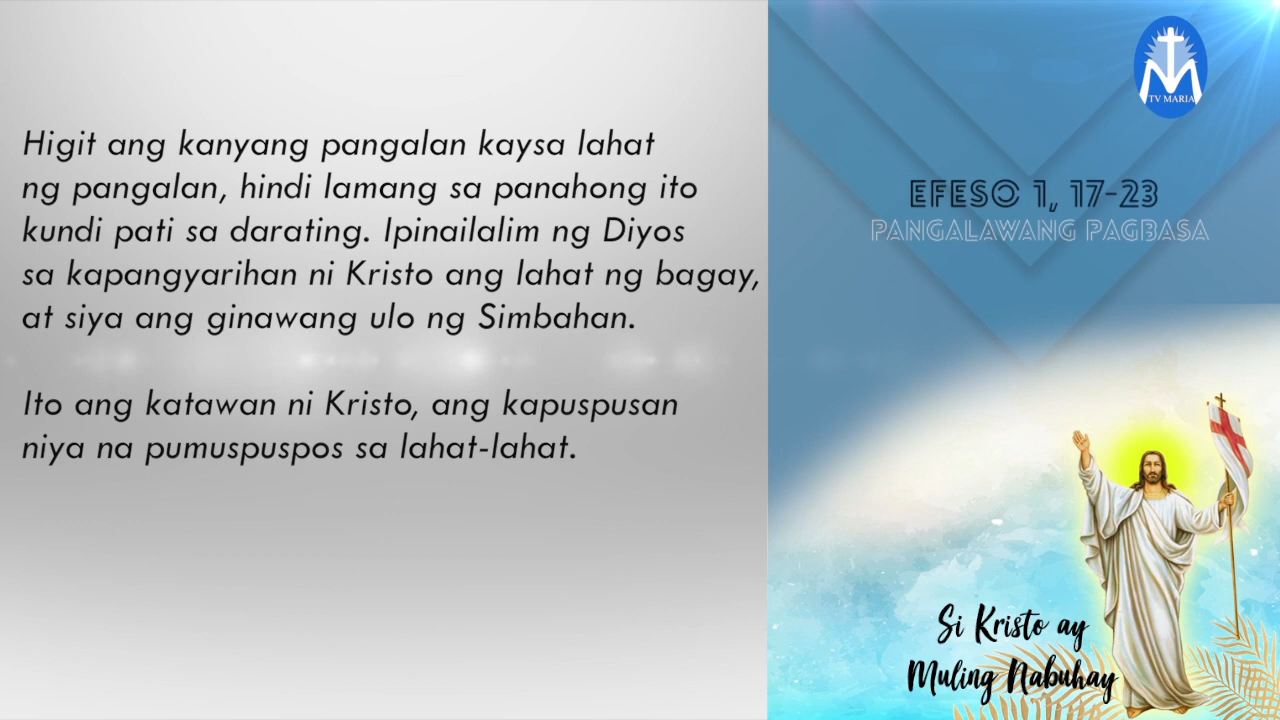 Higit ang kanyang pangalan kaysa lahat
ng pangalan, hindi lamang sa panahong ito
kundi pati sa darating. Ipinailalim ng Diyos
sa kapangyarihan ni Kristo ang lahat ng bagay,
at siya ang ginawang ulo ng Simbahan.
Ito ang katawan ni Kristo, ang kapuspusan
niya na pumuspuspos sa lahat-lahat.
TV MARIA
EFESO 1, 17-23
PANGALAWANG PAGBASA
Si Kristo ay
Muling Nabuhay